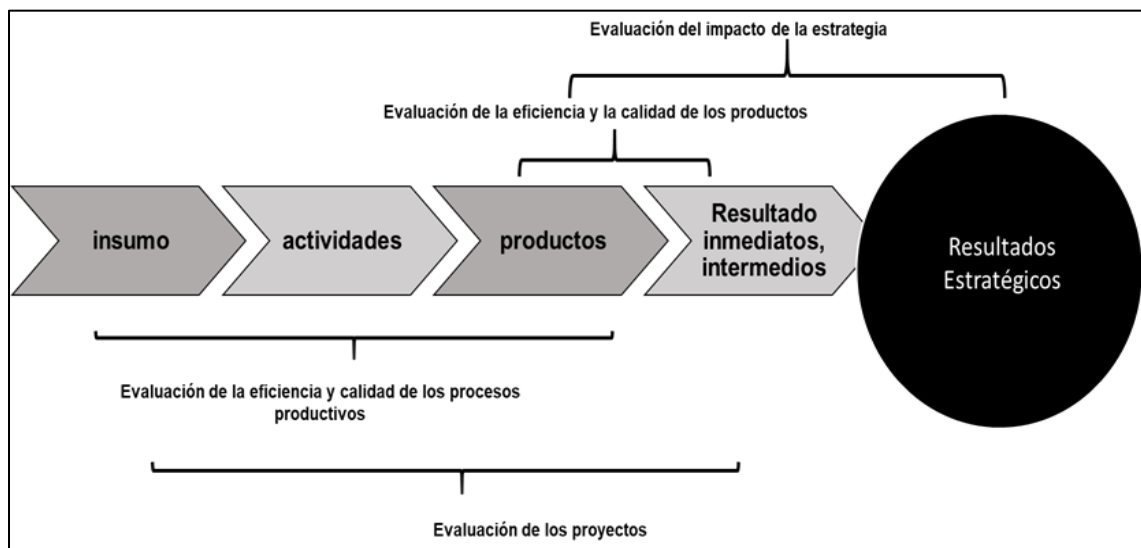 Evaluación del impacto de la estrategia
Evaluación de la eficiencia y la calidad de los productos
insumo
actividades
productos
Resultado
inmediatos,
intermedios
Resultados
Estratégicos
Evaluación de la eficiencia y calidad de los procesos
productivos
Evaluación de los proyectos